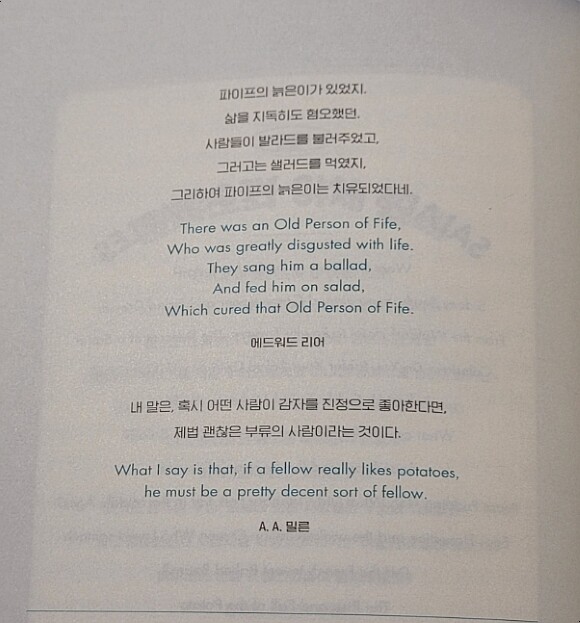 파이프의 늙은이가 있었지.
삶을 지독히도 혐오했던.
사람들이 발라드를 불러주었고,
그러고는 샐러드를 먹였지,
그리하여 파이프의 늙은이는 치유되었다네.
There was an Old Person of Fife,
Who was greatly disgusted with life.
They sang him a ballad,
And fed him on salad,
Which cured that Old Person of Fife.
에드워드 리어
내 말은, 혹시 어떤 사람이 감자를 진정으로 좋아한다면,
제법 괜찮은 부류의 사람이라는 것이다.
What I say is that, if a fellow really likes potatoes,
he must be a pretty decent sort of fellow.
A. A. 밀른